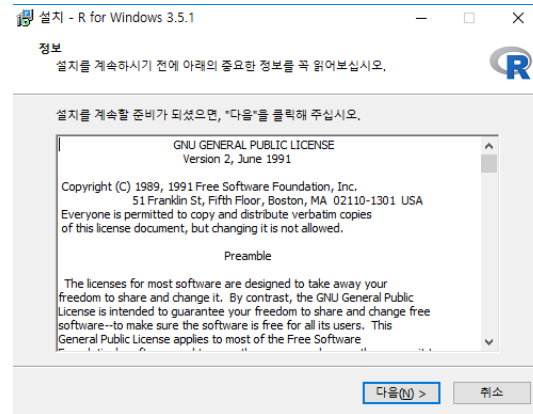 설치 - R for Windows 3.5.1
정보
설치를 계속하시기 전에 아래의 중요한 정보를 꼭 읽어보십시오.
R
설치를 계속할 준비가 되셨으면, "다음"을 클릭해 주십시오.
GNU GENERAL PUBLIC LICENSE
Version 2, June 1991
Copyright (C) 1989, 1991 Free Software Foundation, Inc.
51 Franklin St, Fifth Floor, Boston, MA 02110-1301 USA
Everyone is permitted to copy and distribute verbatim copies
of this license document, but changing it is not allowed.
Preamble
The licenses for most software are designed to take away your
freedom to share and change it. By contrast, the GNU General Public
License is intended to guarantee your freedom to share and change free
software--to make sure the software is free for all its users. This
General Public License applies to most of the Free Software
다음(N) >
취소